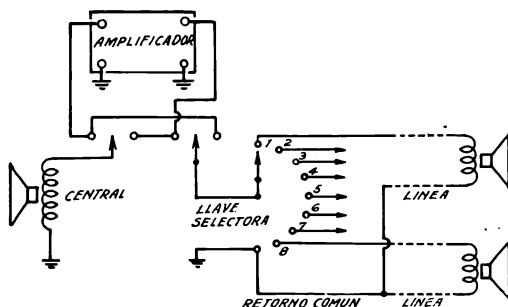 AMPLIFICADOR
1
2
3
4
5
6
7
8
CENTRAL
LLAVE
SELECTORA
LINEA
RETORNO COMUN
LINEA